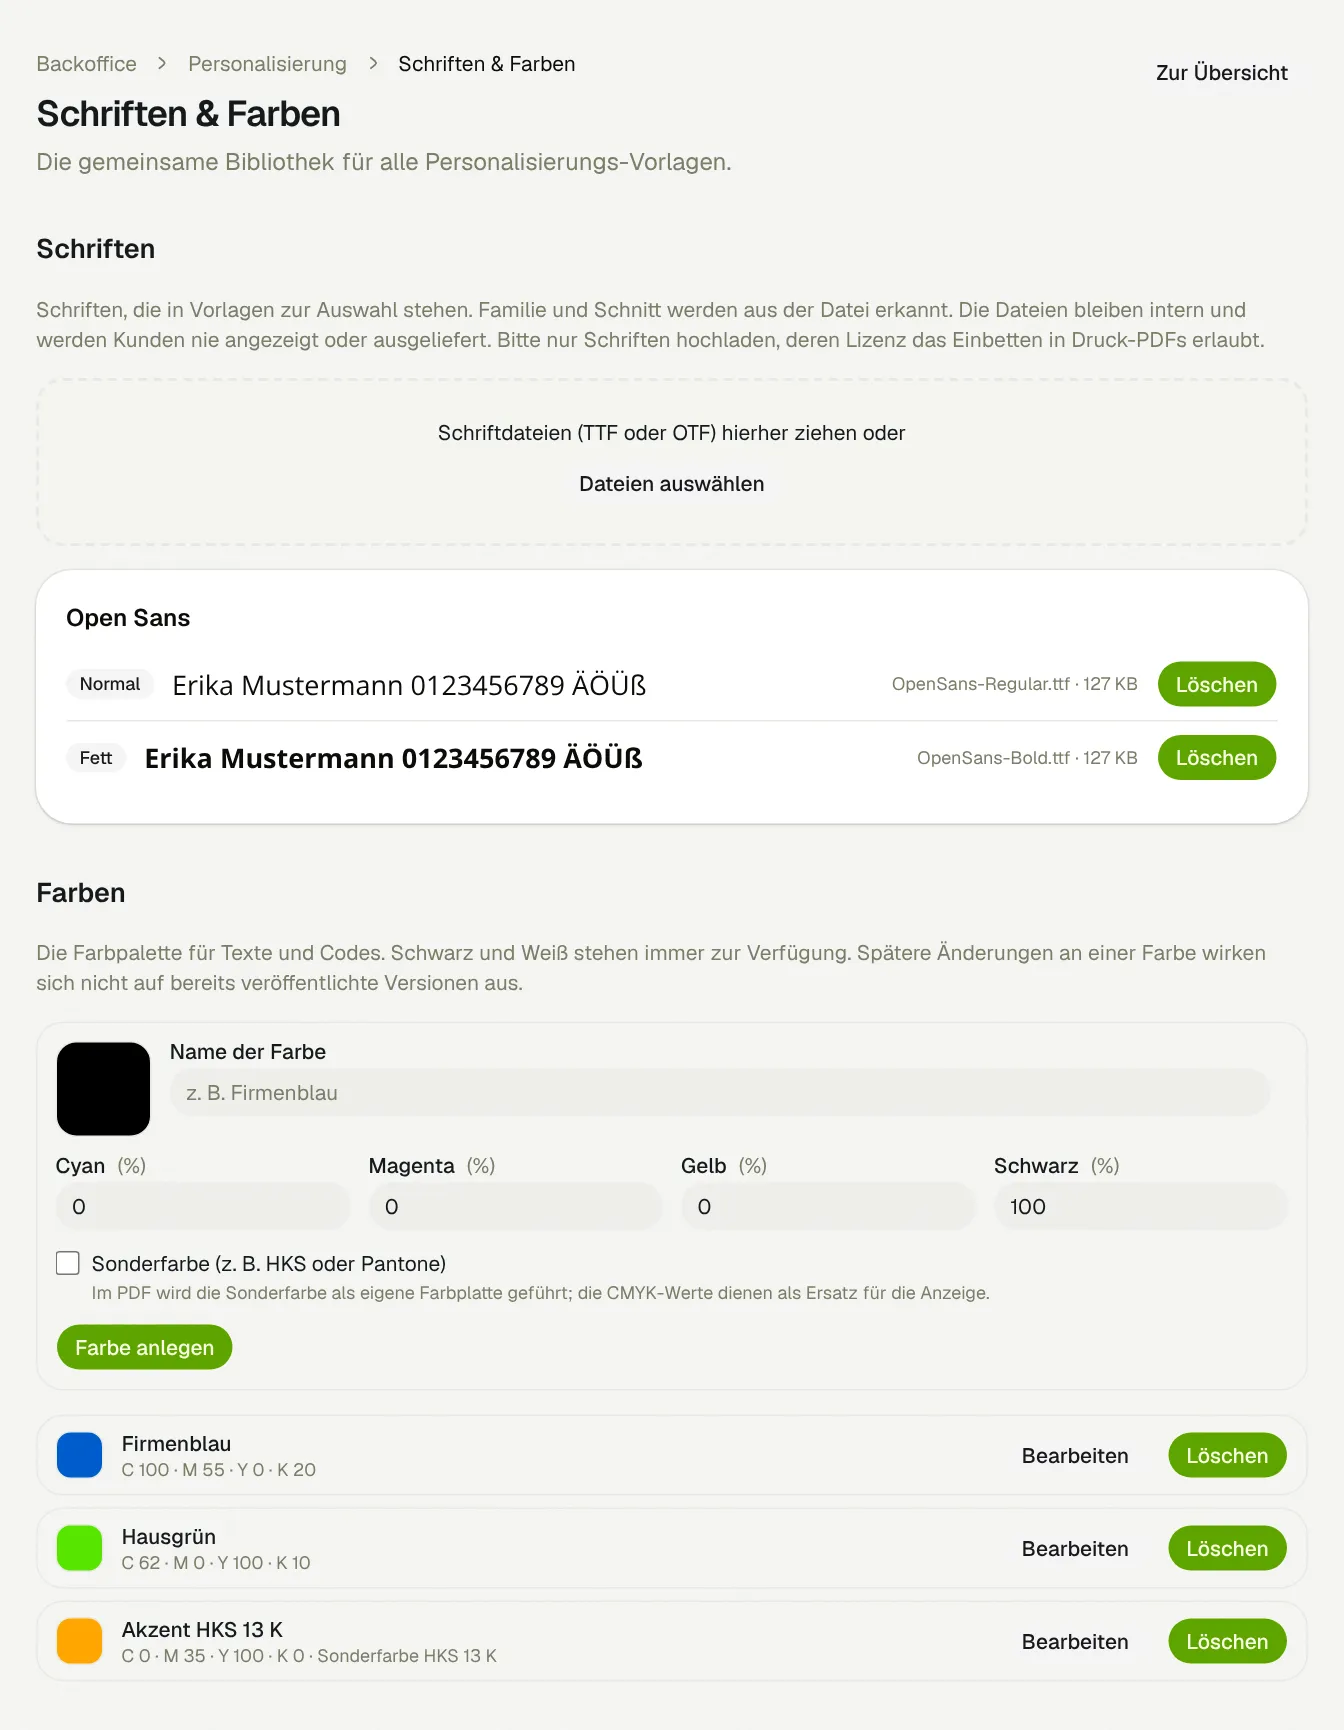 Backoffice > Personalisierung > Schriften & Farben
Zur Übersicht
Schriften & Farben
Die gemeinsame Bibliothek für alle Personalisierungs-Vorlagen.
Schriften
Schriften, die in Vorlagen zur Auswahl stehen. Familie und Schnitt werden aus der Datei erkannt. Die Dateien bleiben intern und
werden Kunden nie angezeigt oder ausgeliefert. Bitte nur Schriften hochladen, deren Lizenz das Einbetten in Druck-PDFs erlaubt.
Schriftdateien (TTF oder OTF) hierher ziehen oder
Dateien auswählen
Open Sans
Normal Erika Mustermann 0123456789 ÄÖÜß OpenSans-Regular.ttf · 127 KB Löschen
Fett Erika Mustermann 0123456789 ÄÖÜß OpenSans-Bold.ttf · 127 KB Löschen
Farben
Die Farbpalette für Texte und Codes. Schwarz und Weiß stehen immer zur Verfügung. Spätere Änderungen an einer Farbe wirken
sich nicht auf bereits veröffentlichte Versionen aus.
Name der Farbe
z. B. Firmenblau
Cyan (%) Magenta (%) Gelb (%) Schwarz (%)
0 0 0 100
Sonderfarbe (z. B. HKS oder Pantone)
Im PDF wird die Sonderfarbe als eigene Farbplatte geführt; die CMYK-Werte dienen als Ersatz für die Anzeige.
Farbe anlegen
Firmenblau
C 100 · M 55 · Y 0 · K 20
Bearbeiten Löschen
Hausgrün
C 62 · M 0 · Y 100 · K 10
Bearbeiten Löschen
Akzent HKS 13 K
C 0 · M 35 · Y 100 · K 0 · Sonderfarbe HKS 13 K
Bearbeiten Löschen